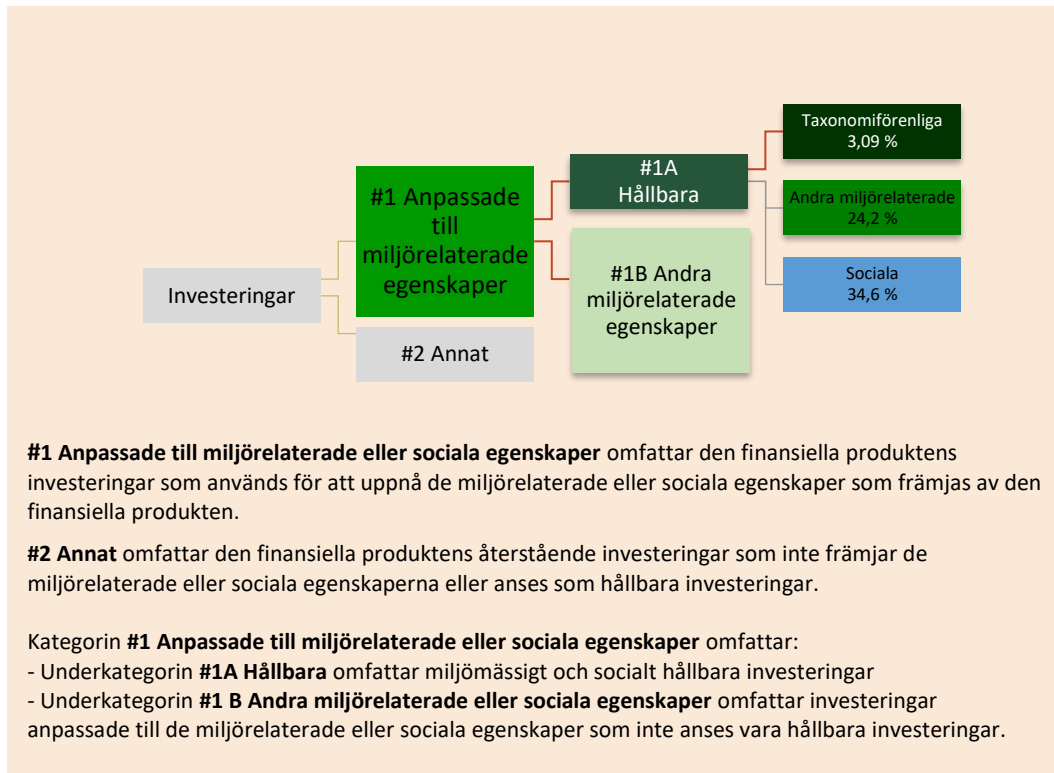 Taxonomiförenliga
3,09 %
#1A
Hållbara
#1 Anpassade
till
miljörelaterade
egenskaper
Andra miljörelaterade
24,2 %
#1B Andra
miljörelaterade
egenskaper
Sociala
34,6 %
Investeringar
#2 Annat
#1 Anpassade till miljörelaterade eller sociala egenskaper omfattar den finansiella produktens
investeringar som används för att uppnå de miljörelaterade eller sociala egenskaper som främjas av den
finansiella produkten.
#2 Annat omfattar den finansiella produktens återstående investeringar som inte främjar de
miljörelaterade eller sociala egenskaperna eller anses som hållbara investeringar.
Kategorin #1 Anpassade till miljörelaterade eller sociala egenskaper omfattar:
- Underkategorin #1A Hållbara omfattar miljömässigt och socialt hållbara investeringar
- Underkategorin #1 B Andra miljörelaterade eller sociala egenskaper omfattar investeringar
anpassade till de miljörelaterade eller sociala egenskaper som inte anses vara hållbara investeringar.